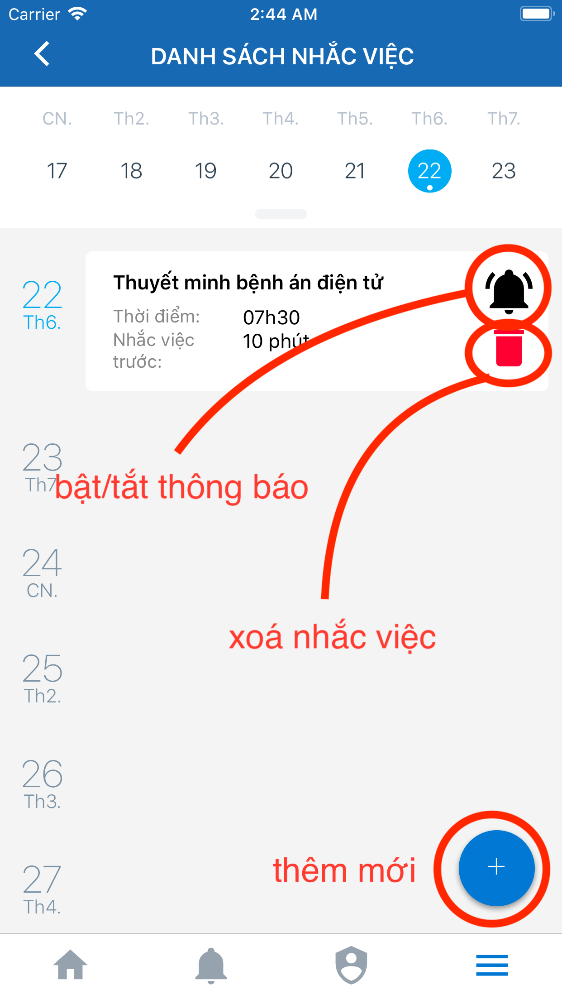 Carrier 2:44 AM
DANH SÁCH NHẮC VIỆC
CN. Th2. Th3. Th4. Th5. Th6. Th7.
17 18 19 20 21 22 23
22
Th6.
Thuyết minh bệnh án điện tử
Thời điểm: 07h30
Nhắc việc 10 phút
trước:
23
Th7
bật/tắt thông báo
24
CN.
xoá nhắc việc
25
Th2.
26
Th3.
thêm mới
27
Th4.